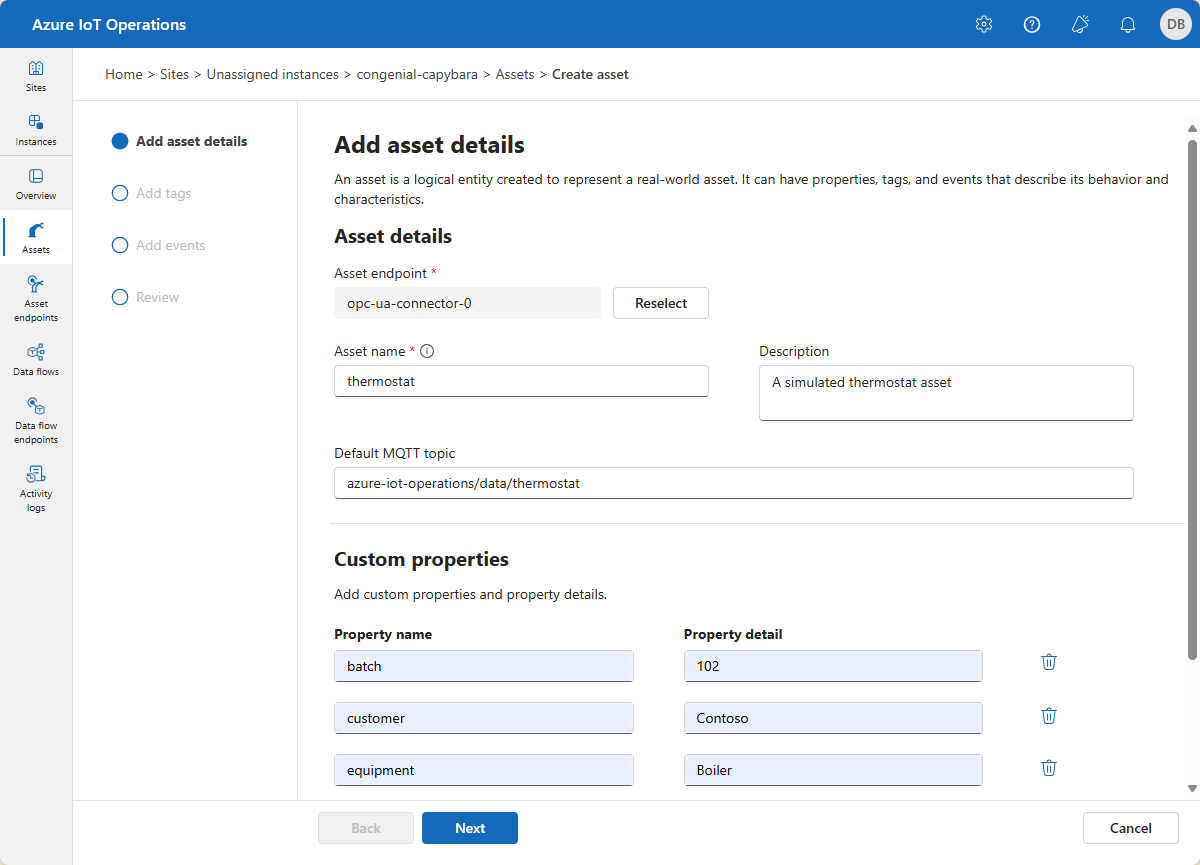 Azure IoT Operations
DB
Home > Sites > Unassigned instances > congenial-capybara > Assets > Create asset
Sites
Instances
Overview
Assets
Asset
endpoints
Data flows
Data flow
endpoints
Activity
logs
Add asset details
Add tags
Add events
Review
Add asset details
An asset is a logical entity created to represent a real-world asset. It can have properties, tags, and events that describe its behavior and
characteristics.
Asset details
Asset endpoint *
opc-ua-connector-0 Reselect
Asset name * Description
thermostat A simulated thermostat asset
Default MQTT topic
azure-iot-operations/data/thermostat
Custom properties
Add custom properties and property details.
Property name Property detail
batch 102
customer Contoso
equipment Boiler
Back Next Cancel